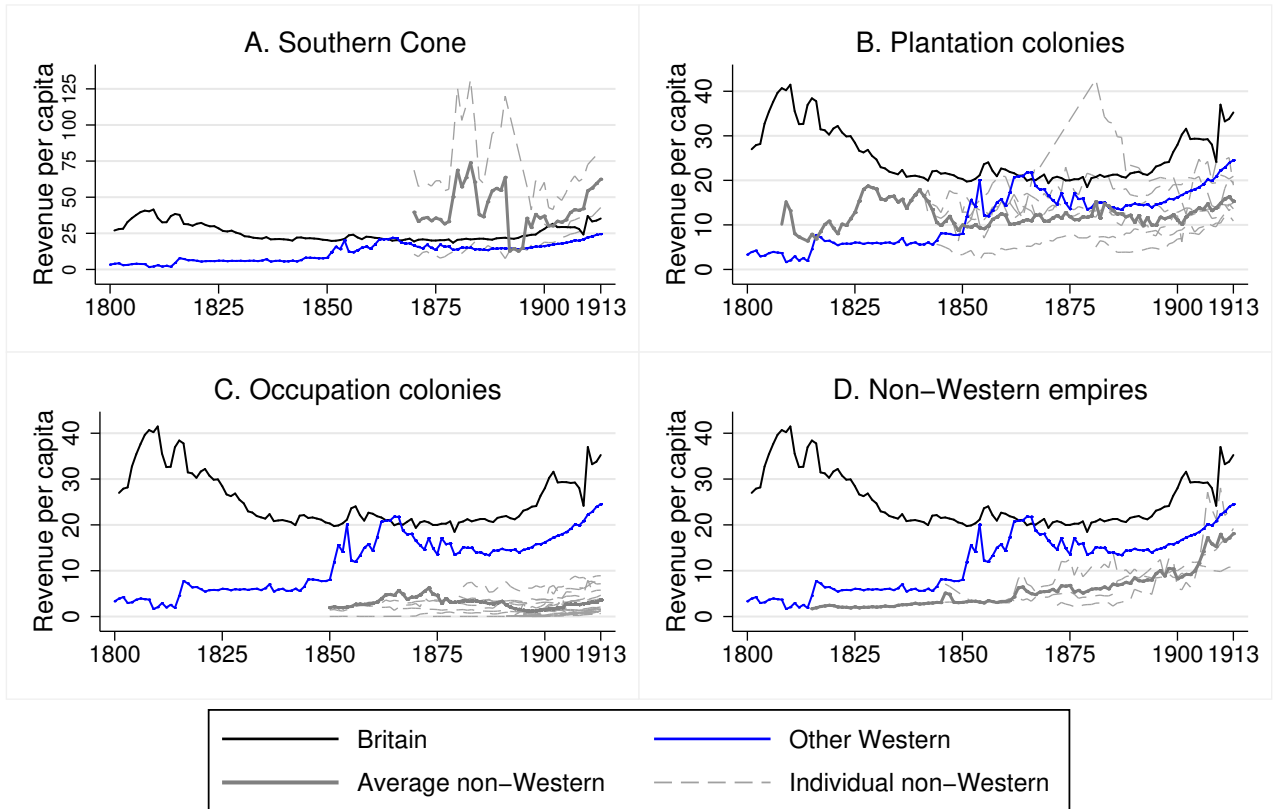 A. Southern Cone
Revenue per capita
0 25 50 75 100 125
1800 1825 1850 1875 1900 1913
B. Plantation colonies
Revenue per capita
0 10 20 30 40
1800 1825 1850 1875 1900 1913
C. Occupation colonies
Revenue per capita
0 10 20 30 40
1800 1825 1850 1875 1900 1913
D. Non−Western empires
Revenue per capita
0 10 20 30 40
1800 1825 1850 1875 1900 1913
Britain
Other Western
Average non−Western
Individual non−Western